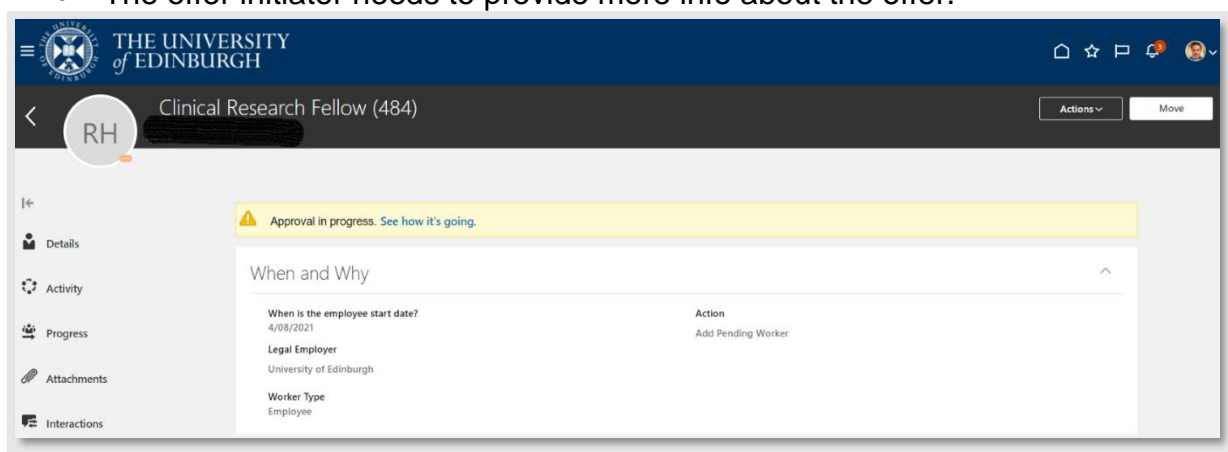 The offer initiator needs to provide more info about the offer.
THE UNIVERSITY
of EDINBURGH
Clinical Research Fellow (484)
Actions
Move
RH
Approval in progress. See how it's going.
Details
Activity
Progress
Attachments
Interactions
When and Why
When is the employee start date?
4/08/2021
Action
Add Pending Worker
Legal Employer
University of Edinburgh
Worker Type
Employee